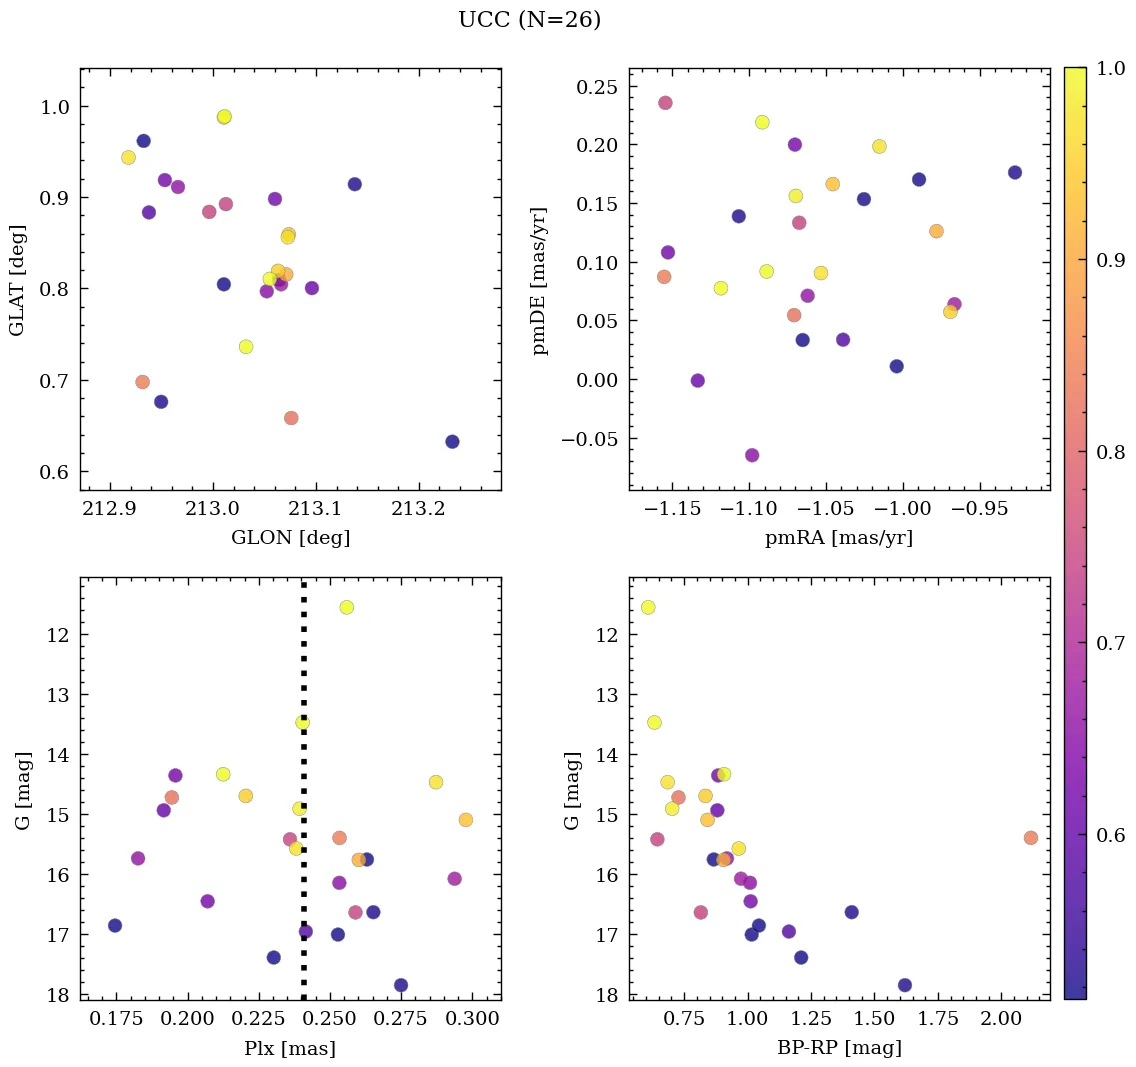 UCC (N=26)
1.0
0.9
0.8
0.7
0.6
GLAT [deg]
212.9 213.0 213.1 213.2
GLON [deg]
0.25
0.20
0.15
0.10
0.05
0.00
−0.05
pmDE [mas/yr]
−1.15 −1.10 −1.05 −1.00 −0.95
pmRA [mas/yr]
12
13
14
15
16
17
18
G [mag]
0.175 0.200 0.225 0.250 0.275 0.300
Plx [mas]
12
13
14
15
16
17
18
G [mag]
0.75 1.00 1.25 1.50 1.75 2.00
BP-RP [mag]
1.0
0.9
0.8
0.7
0.6